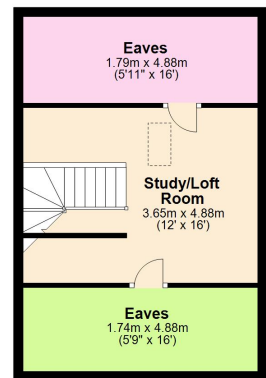 Eaves
1.79m x 4.88m
(5'11" x 16')
Study/Loft
Room
3.65m x 4.88m
(12' x 16')
Eaves
1.74m x 4.88m
(5'9" x 16')